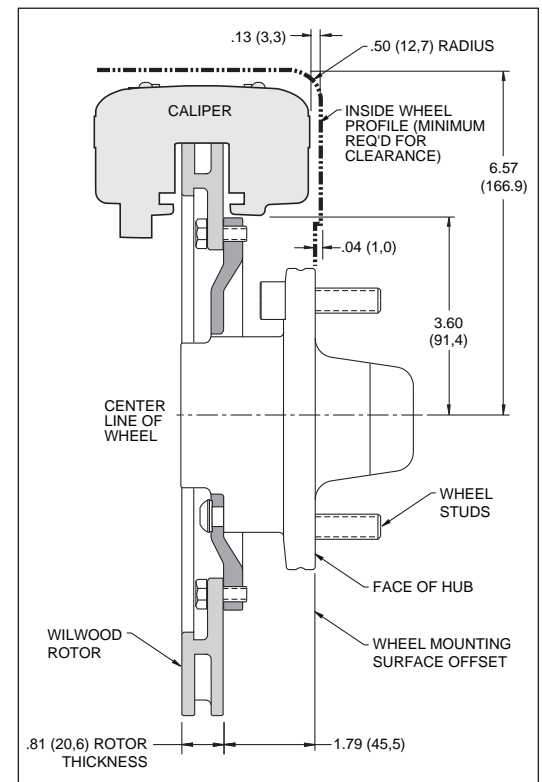 .13 (3,3)
.50 (12,7) RADIUS
CALIPER
INSIDE WHEEL
PROFILE (MINIMUM
REQ'D FOR
CLEARANCE)
6.57
(166.9)
.04 (1,0)
3.60
(91,4)
CENTER
LINE OF
WHEEL
WHEEL
STUDS
FACE OF HUB
WILWOOD
ROTOR
WHEEL MOUNTING
SURFACE OFFSET
.81 (20,6) ROTOR
THICKNESS
1.79 (45,5)